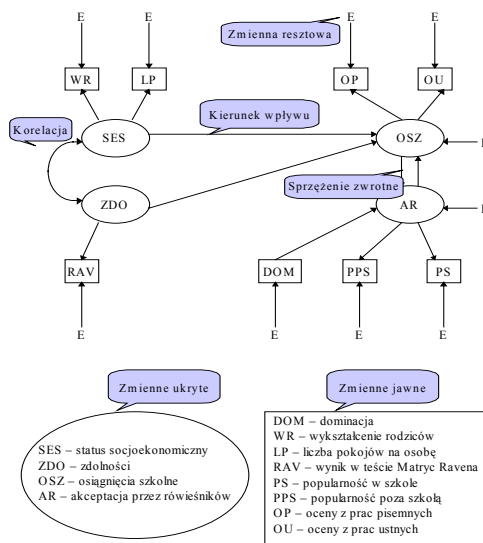 E
E
Zmienna resztowa
E
E
WR
LP
OP
OU
Korelacja
SES
Kierunek wpływu
OSZ
Sprzężenie zwrotne
ZDO
AR
RAV
DOM
PPS
PS
E
E
E
E
Zmienne ukryte
Zmienne jawne
SES – status socjoekonomiczny
ZDO – zdolności
OSZ – osiągnięcia szkolne
AR – akceptacja przez rówieśników
DOM – dominacja
WR – wykształcenie rodziców
LP – liczba pokojów na osobę
RAV – wynik w teście Matryc Ravena
PS – popularność w szkole
PPS – popularność poza szkołą
OP – oceny z prac pisemnych
OU – oceny z prac ustnych